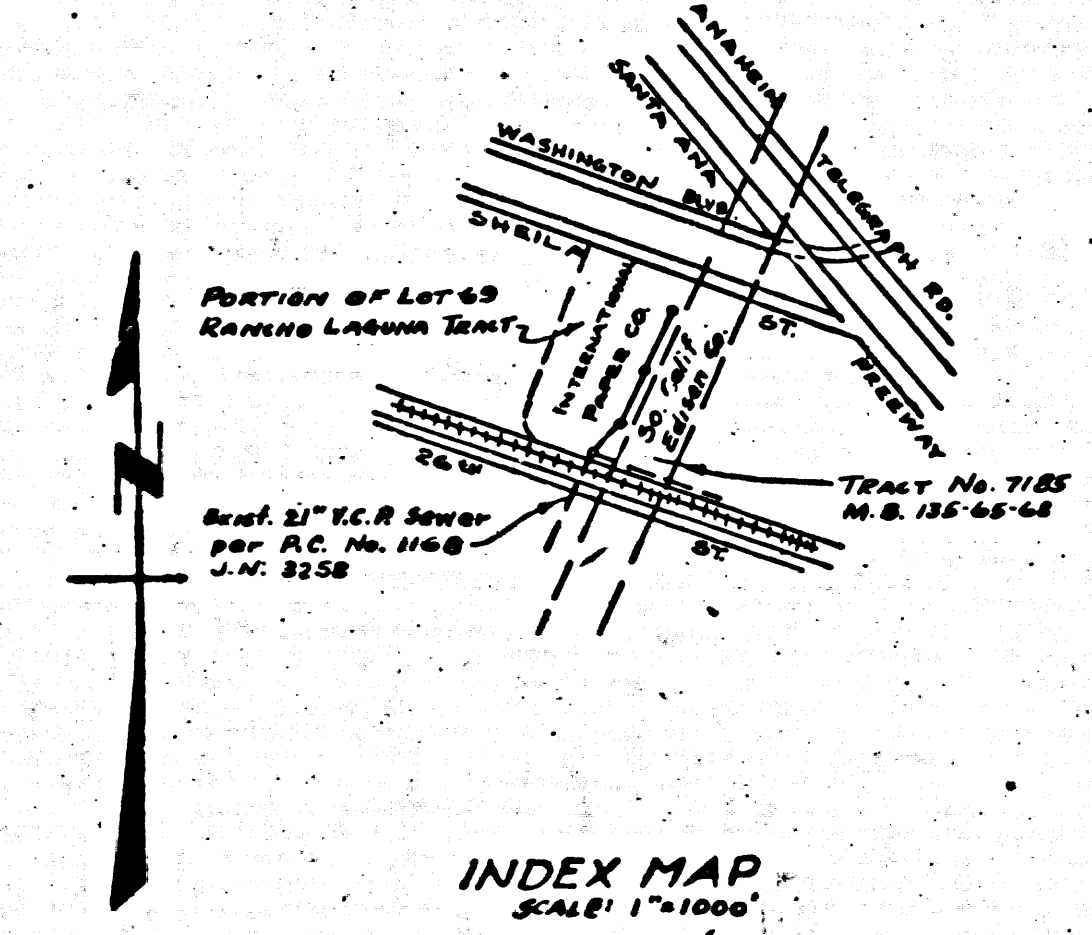 ANAHEIM
TELEGRAPH RD.
SANTA ANA
FREEWAY
WASHINGTON BLVD.
SHEILA ST.
PORTION OF LOT 69
RANCHO LAGUNA TRACT
INTERNATIONAL
PAPER CO.
So. Calif
Edison Co.
26 TH ST.
TRACT No. 7185
M.B. 135-65-68
Exist. 21" V.C.P. Sewer
per P.C. No. 1168
J.N. 3258
N
INDEX MAP
SCALE: 1"=1000'